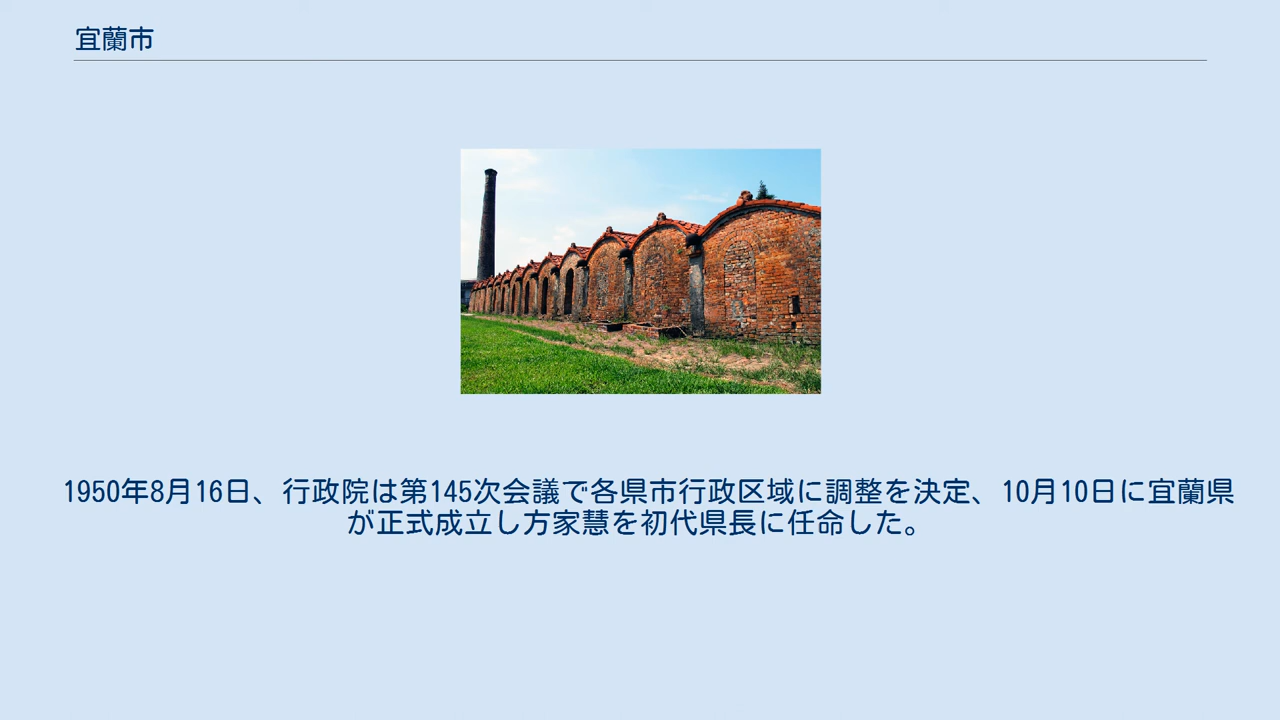 宜蘭市
1950年8月16日、行政院は第145次会議で各県市行政区域に調整を決定、10月10日に宜蘭県
が正式成立し方家慧を初代県長に任命した。